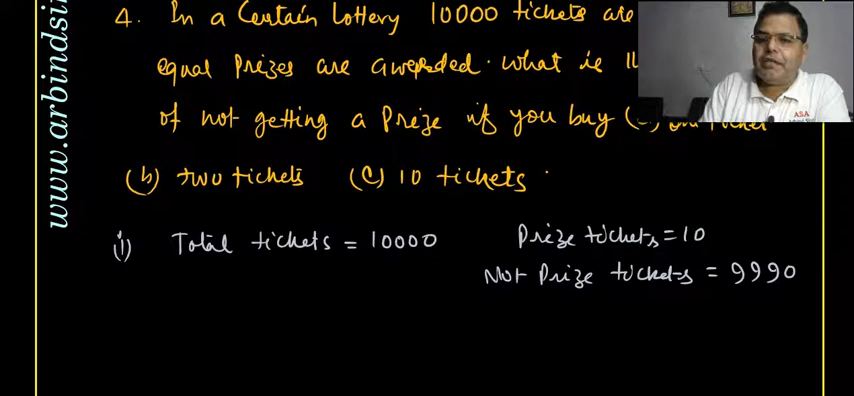 www.arbindsin
4. In a Certain lottery 10000 tickets are
equal Prizes are awarded. what is
of not getting a Prize if you buy
ASA
(b) two tickets (c) 10 tickets.
(i) Total tickets = 10000 Prize tickets = 10
Not Prize tickets = 9990